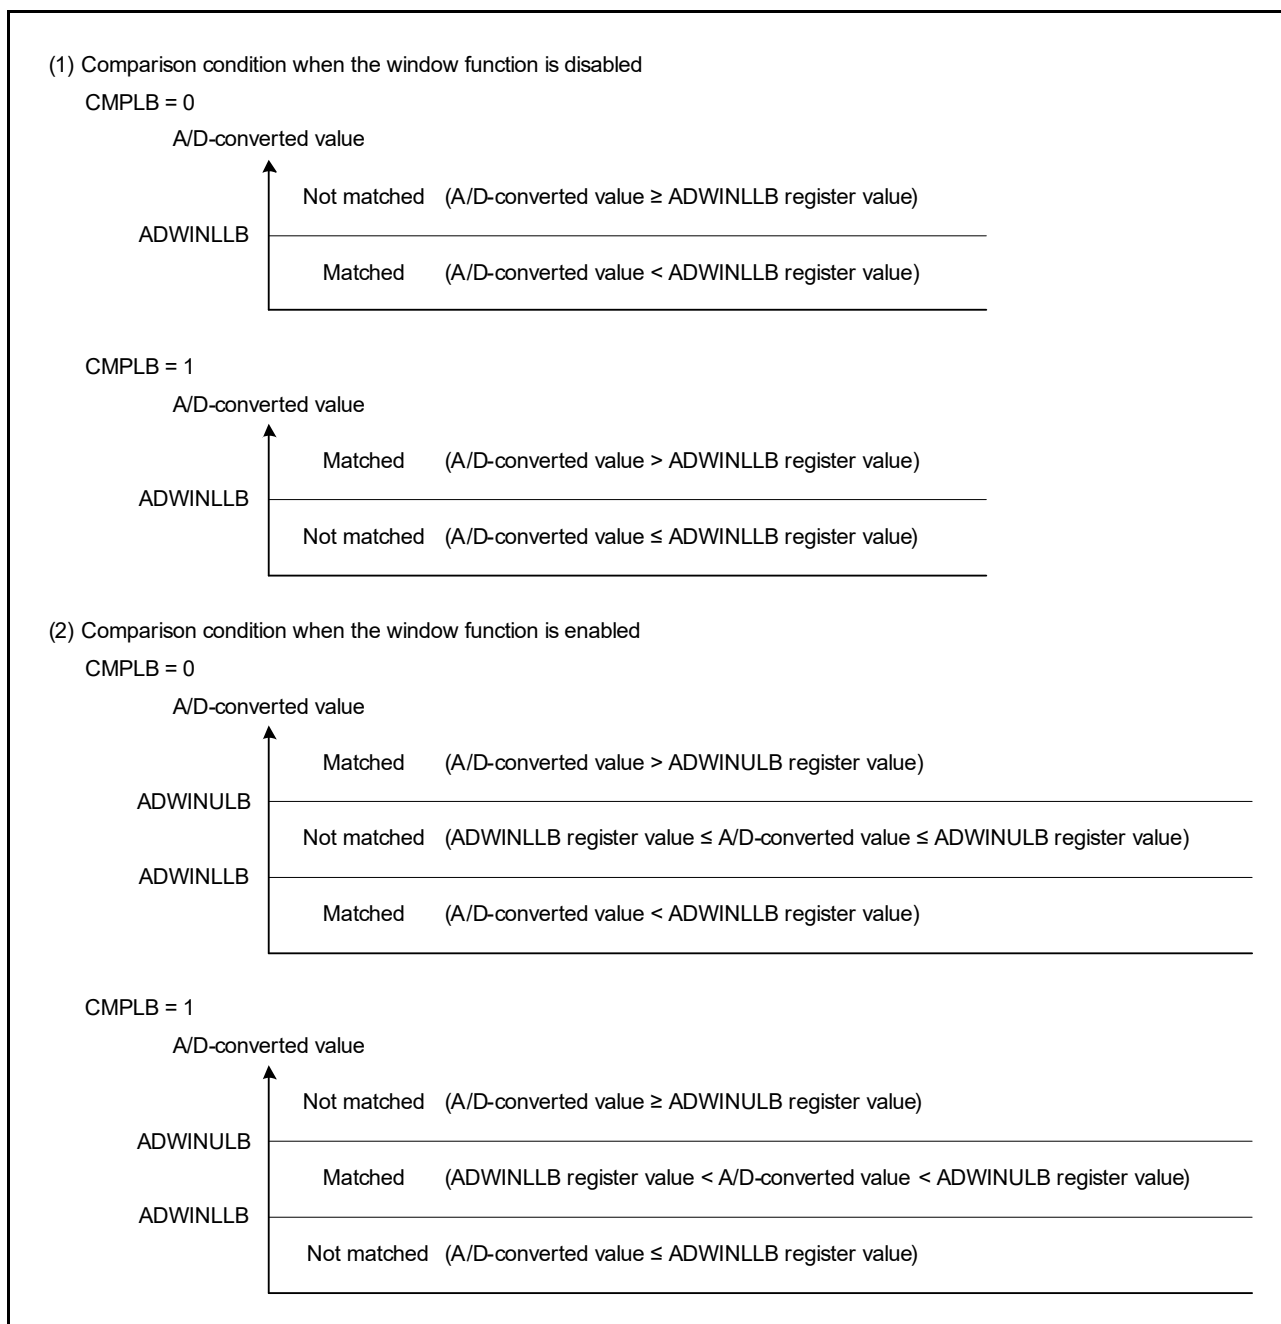 (1) Comparison condition when the window function is disabled
CMPLB = 0
A/D-converted value
Not matched (A/D-converted value ≥ ADWINLLB register value)
ADWINLLB
Matched (A/D-converted value < ADWINLLB register value)
CMPLB = 1
A/D-converted value
Matched (A/D-converted value > ADWINLLB register value)
ADWINLLB
Not matched (A/D-converted value ≤ ADWINLLB register value)
(2) Comparison condition when the window function is enabled
CMPLB = 0
A/D-converted value
Matched (A/D-converted value > ADWINULB register value)
ADWINULB
Not matched (ADWINLLB register value ≤ A/D-converted value ≤ ADWINULB register value)
ADWINLLB
Matched (A/D-converted value < ADWINLLB register value)
CMPLB = 1
A/D-converted value
Not matched (A/D-converted value ≥ ADWINULB register value)
ADWINULB
Matched (ADWINLLB register value < A/D-converted value < ADWINULB register value)
ADWINLLB
Not matched (A/D-converted value ≤ ADWINLLB register value)